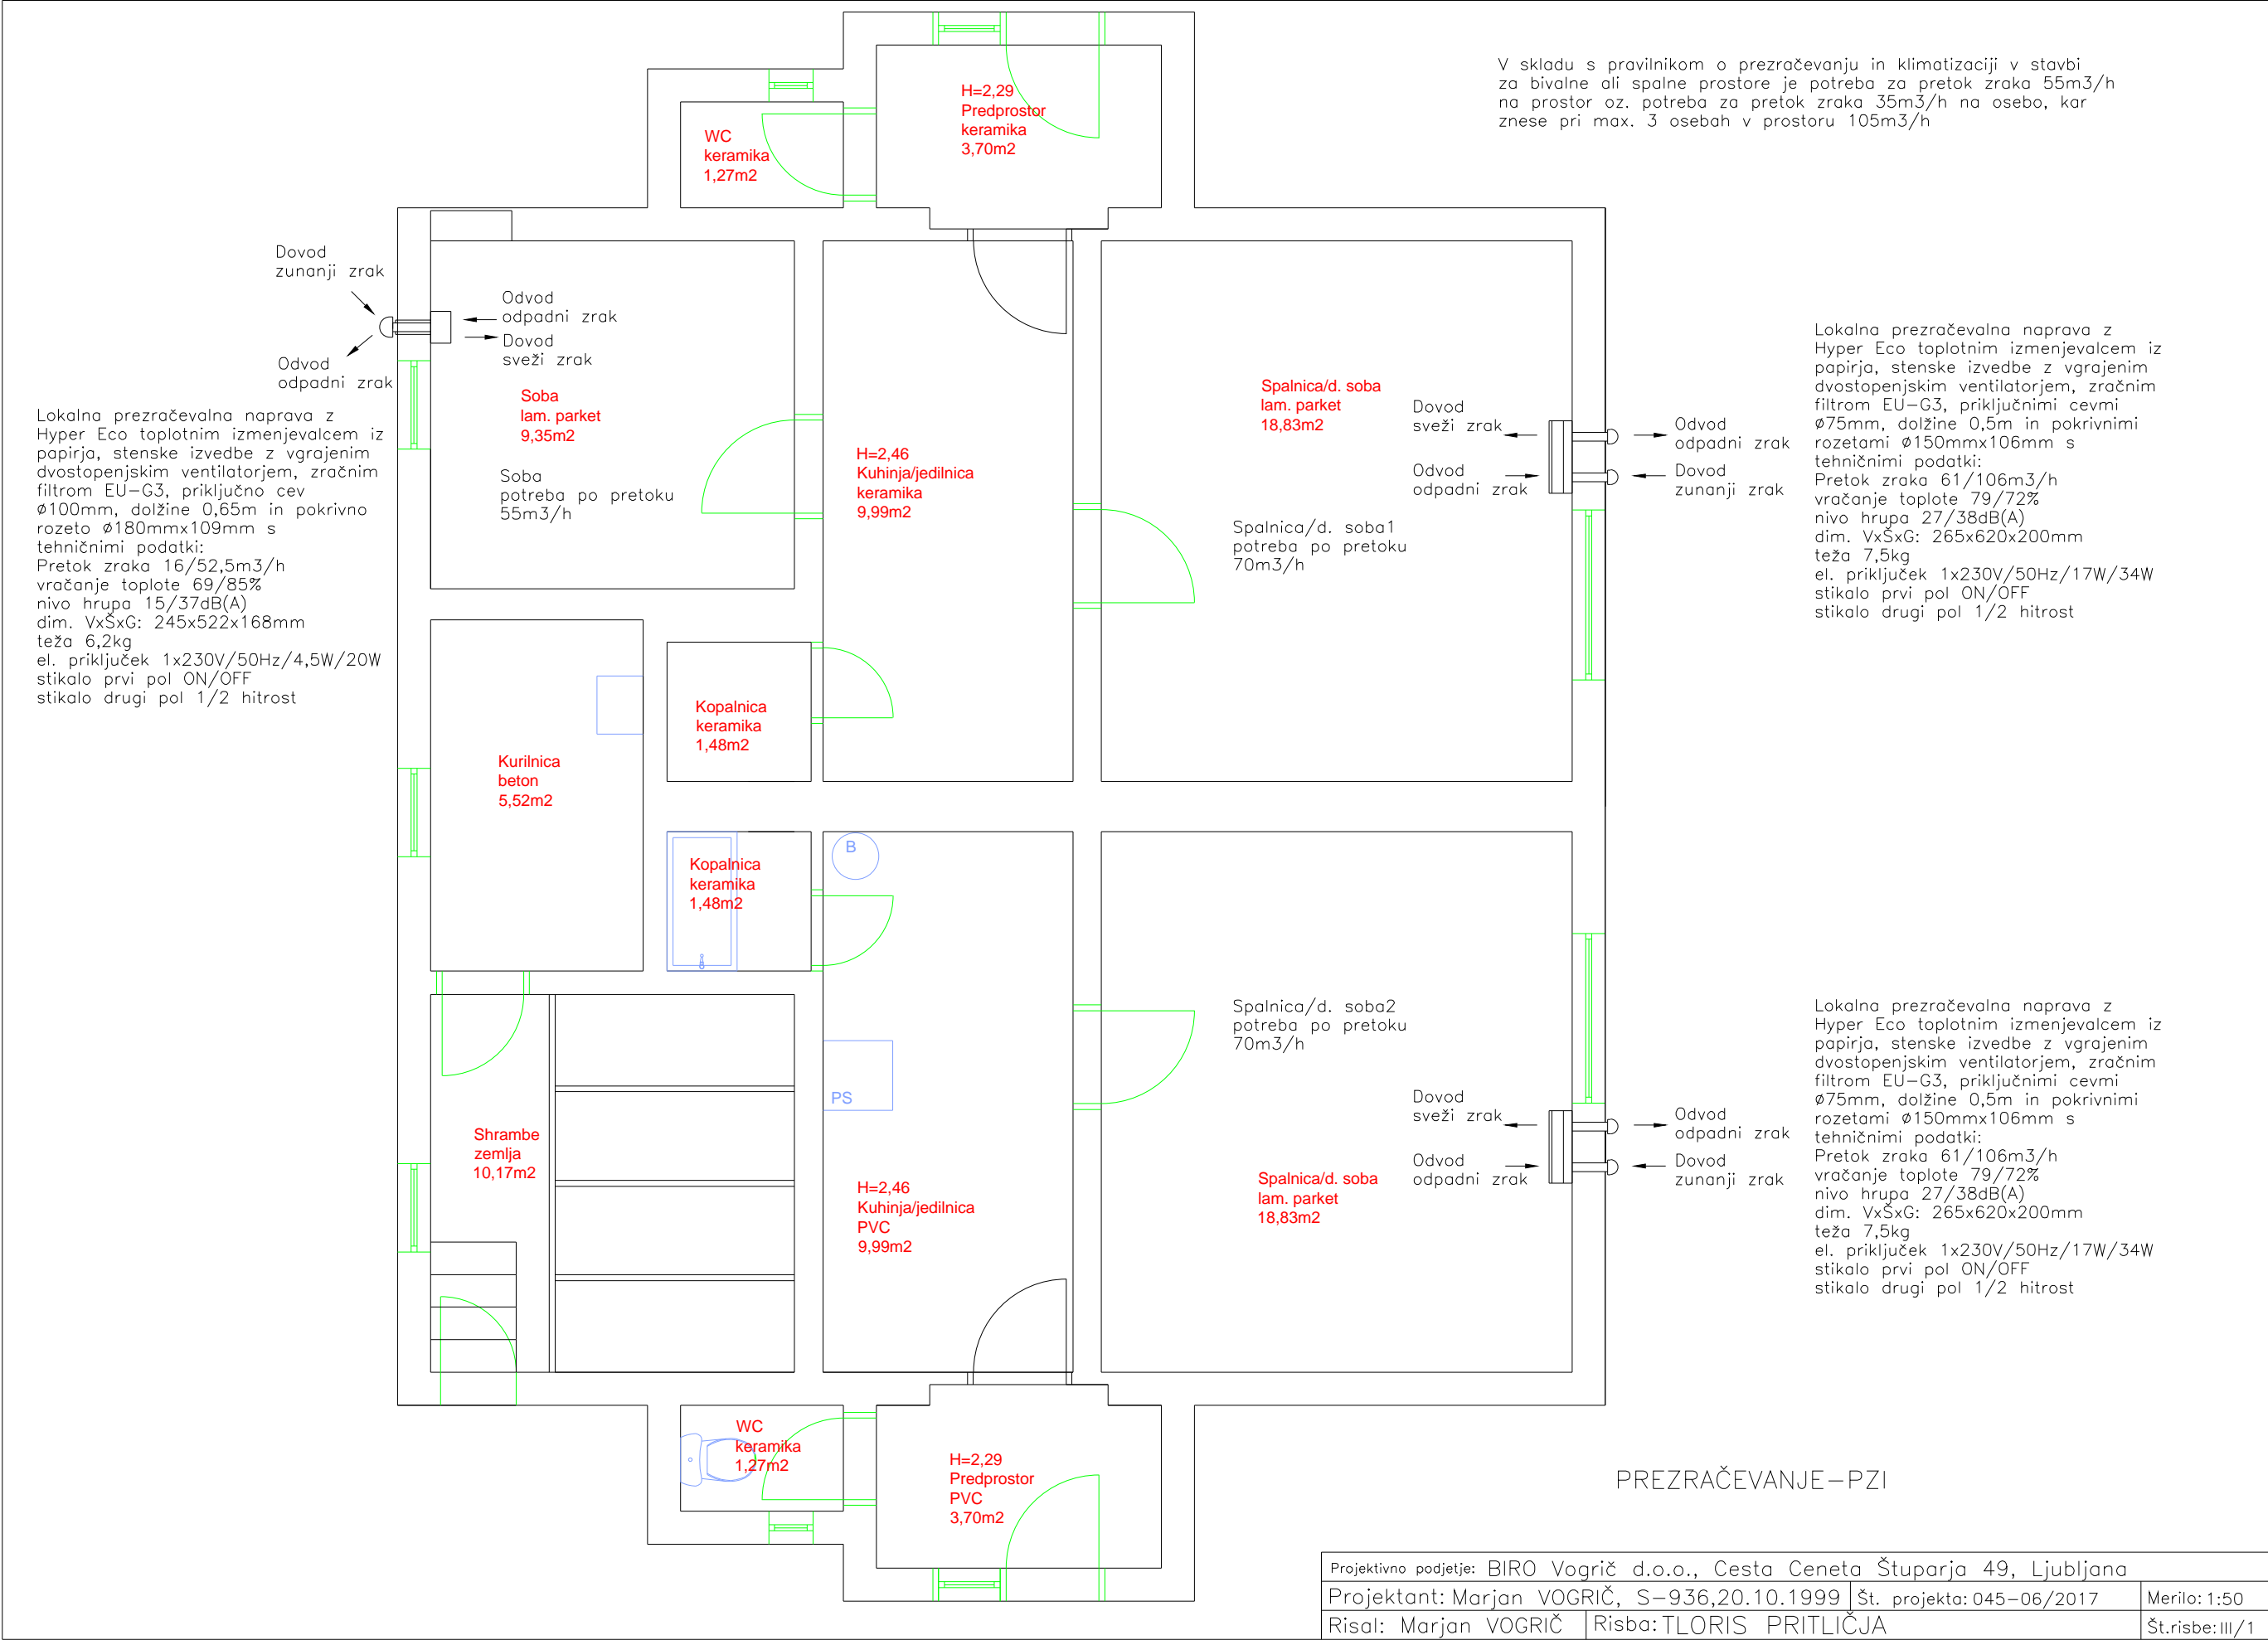 V skladu s pravilnikom o prezračevanju in klimatizaciji v stavbi
za bivalne ali spalne prostore je potreba za pretok zraka 55m3/h
na prostor oz. potreba za pretok zraka 35m3/h na osebo, kar
znese pri max. 3 osebah v prostoru 105m3/h
H=2,29
Predprostor
keramika
3,70m2
WC
keramika
1,27m2
Dovod
zunanji zrak
Odvod
odpadni zrak
Odvod
odpadni zrak
Dovod
sveži zrak
Soba
lam. parket
9,35m2
Soba
potreba po pretoku
55m3/h
Lokalna prezračevalna naprava z
Hyper Eco toplotnim izmenjevalcem iz
papirja, stenske izvedbe z vgrajenim
dvostopenjskim ventilatorjem, zračnim
filtrom EU-G3, priključno cev
ø100mm, dolžine 0,65m in pokrivno
rozeto ø180mmx109mm s
tehničnimi podatki:
Pretok zraka 16/52,5m3/h
vračanje toplote 69/85%
nivo hrupa 15/37dB(A)
dim. VxŠxG: 245x522x168mm
teža 6,2kg
el. priključek 1x230V/50Hz/4,5W/20W
stikalo prvi pol ON/OFF
stikalo drugi pol 1/2 hitrost
H=2,46
Kuhinja/jedilnica
keramika
9,99m2
Spalnica/d. soba
lam. parket
18,83m2
Spalnica/d. soba1
potreba po pretoku
70m3/h
Dovod
sveži zrak
Odvod
odpadni zrak
Odvod
odpadni zrak
Dovod
zunanji zrak
Lokalna prezračevalna naprava z
Hyper Eco toplotnim izmenjevalcem iz
papirja, stenske izvedbe z vgrajenim
dvostopenjskim ventilatorjem, zračnim
filtrom EU-G3, priključnimi cevmi
ø75mm, dolžine 0,5m in pokrivnimi
rozetami ø150mmx106mm s
tehničnimi podatki:
Pretok zraka 61/106m3/h
vračanje toplote 79/72%
nivo hrupa 27/38dB(A)
dim. VxŠxG: 265x620x200mm
teža 7,5kg
el. priključek 1x230V/50Hz/17W/34W
stikalo prvi pol ON/OFF
stikalo drugi pol 1/2 hitrost
Kopalnica
keramika
1,48m2
Kurilnica
beton
5,52m2
Kopalnica
keramika
1,48m2
B
PS
Shrambe
zemlja
10,17m2
H=2,46
Kuhinja/jedilnica
PVC
9,99m2
Spalnica/d. soba2
potreba po pretoku
70m3/h
Spalnica/d. soba
lam. parket
18,83m2
Dovod
sveži zrak
Odvod
odpadni zrak
Odvod
odpadni zrak
Dovod
zunanji zrak
Lokalna prezračevalna naprava z
Hyper Eco toplotnim izmenjevalcem iz
papirja, stenske izvedbe z vgrajenim
dvostopenjskim ventilatorjem, zračnim
filtrom EU-G3, priključnimi cevmi
ø75mm, dolžine 0,5m in pokrivnimi
rozetami ø150mmx106mm s
tehničnimi podatki:
Pretok zraka 61/106m3/h
vračanje toplote 79/72%
nivo hrupa 27/38dB(A)
dim. VxŠxG: 265x620x200mm
teža 7,5kg
el. priključek 1x230V/50Hz/17W/34W
stikalo prvi pol ON/OFF
stikalo drugi pol 1/2 hitrost
WC
keramika
1,27m2
H=2,29
Predprostor
PVC
3,70m2
PREZRAČEVANJE-PZI
Projektivno podjetje: BIRO Vogrič d.o.o., Cesta Ceneta Štuparja 49, Ljubljana
Projektant: Marjan VOGRIČ, S-936,20.10.1999 Št. projekta: 045-06/2017 Merilo: 1:50
Risal: Marjan VOGRIČ Risba: TLORIS PRITLIČJA Št.risbe: III/1